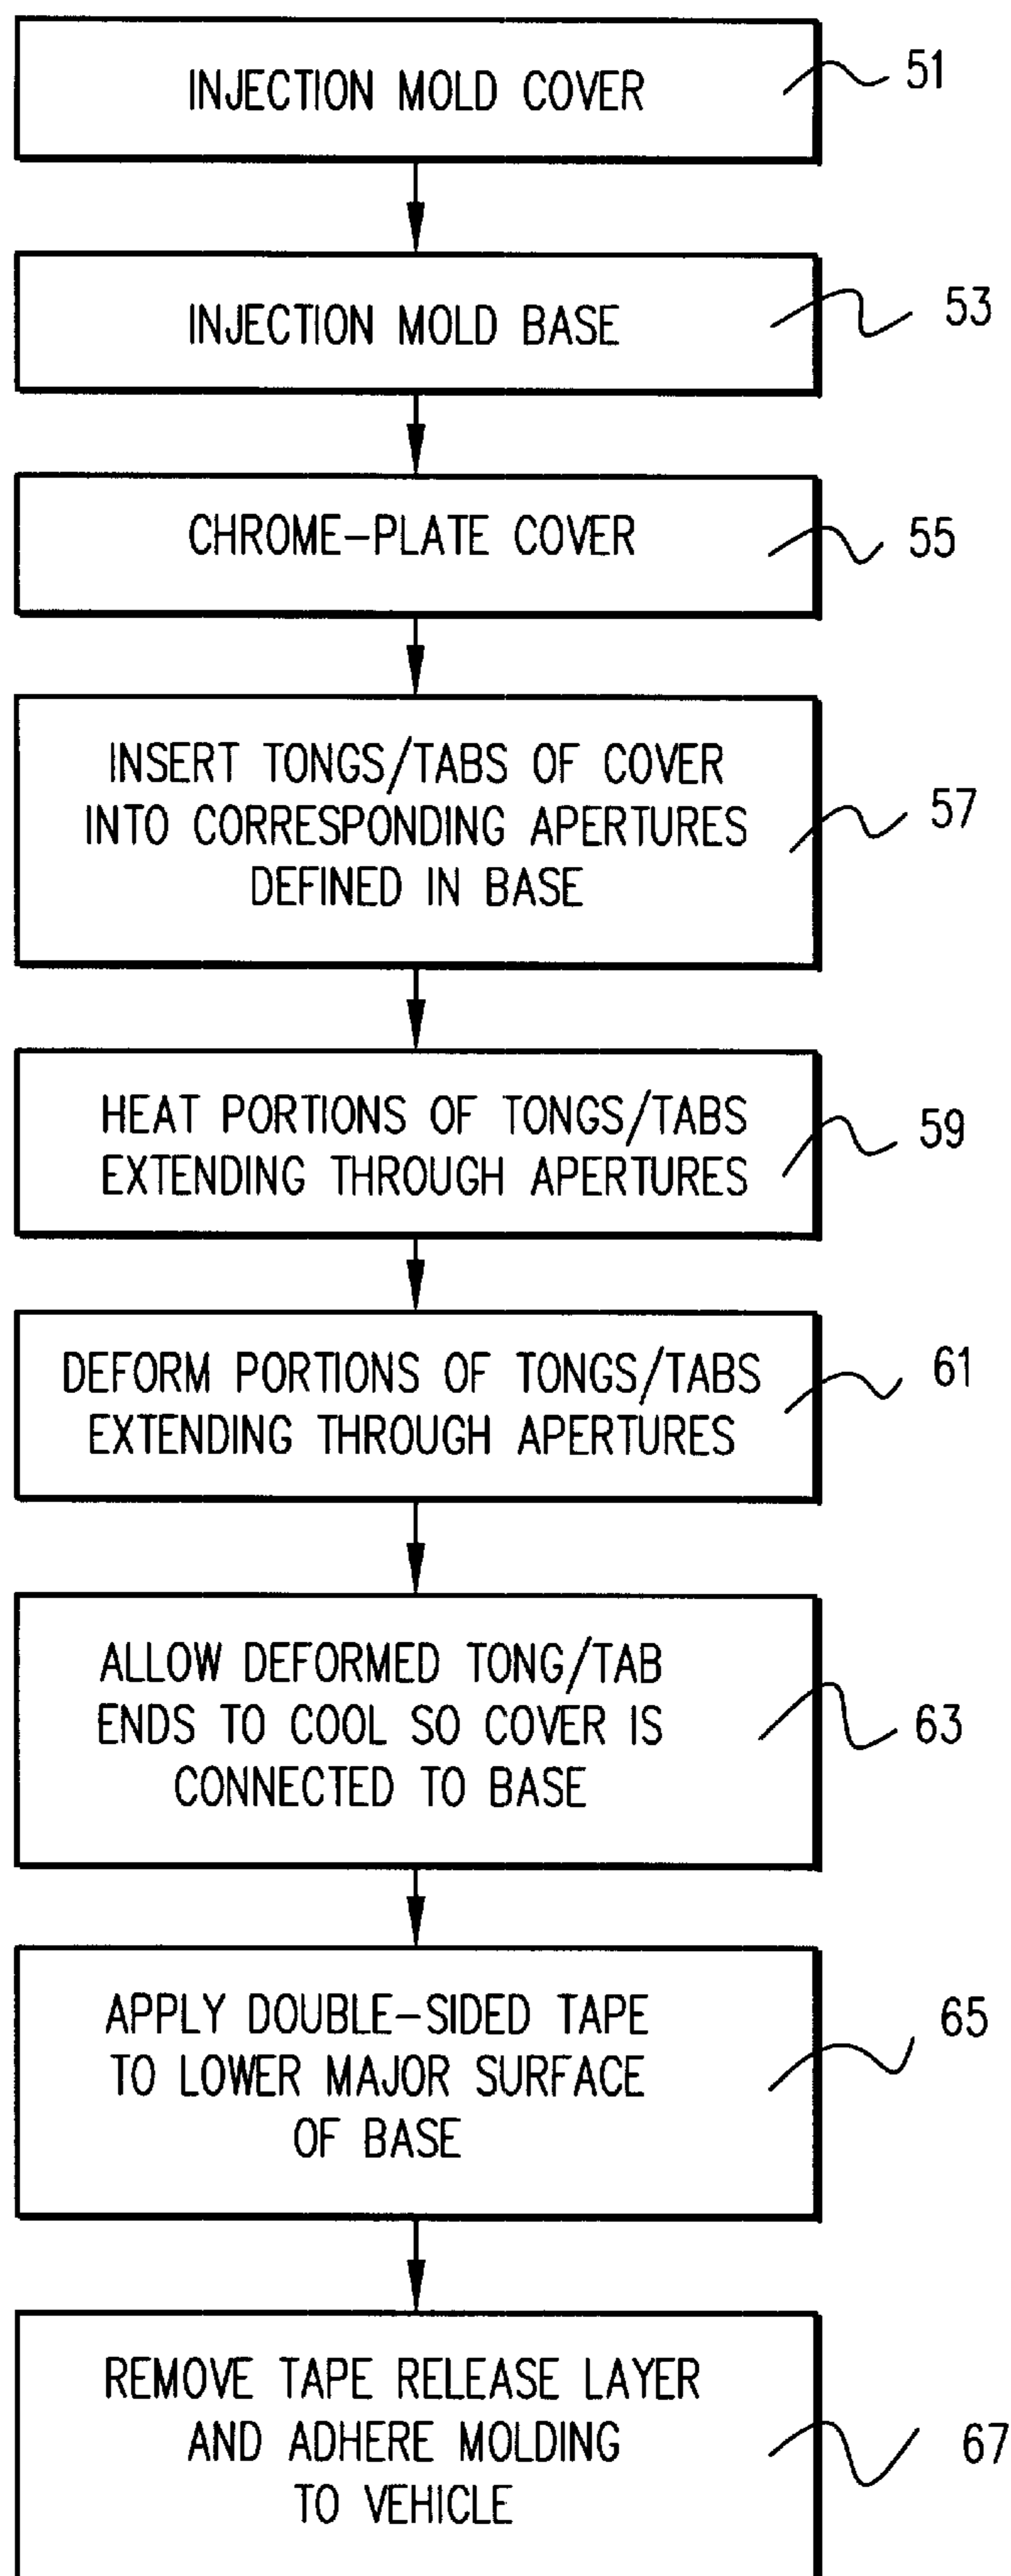 INJECTION MOLD COVER
51
INJECTION MOLD BASE
53
CHROME-PLATE COVER
55
INSERT TONGS/TABS OF COVER
INTO CORRESPONDING APERTURES
DEFINED IN BASE
57
HEAT PORTIONS OF TONGS/TABS
EXTENDING THROUGH APERTURES
59
DEFORM PORTIONS OF TONGS/TABS
EXTENDING THROUGH APERTURES
61
ALLOW DEFORMED TONG/TAB
ENDS TO COOL SO COVER IS
CONNECTED TO BASE
63
APPLY DOUBLE-SIDED TAPE
TO LOWER MAJOR SURFACE
OF BASE
65
REMOVE TAPE RELEASE LAYER
AND ADHERE MOLDING
TO VEHICLE
67